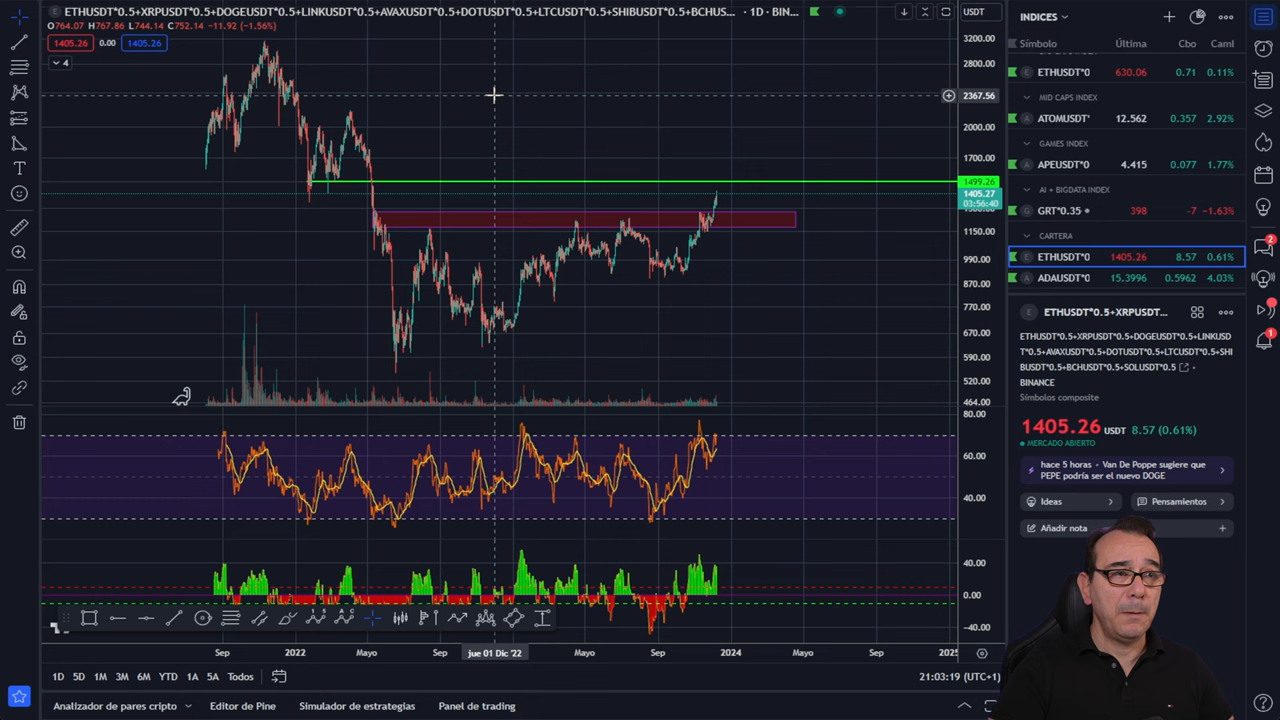 ETHUSDT*0.5+XRPUSDT*0.5+DOGEUSDT*0.5+LINKUSDT*0.5+AVAXUSDT*0.5+DOTUSDT*0.5+LTCUSDT*0.5+SHIBUSDT*0.5+BCHUS... · 1D · BIN...
O764.07 H767.86 L744.14 C752.14 -11.92 (-1.56%)
1405.26 0.00 1405.26
4
USDT
3200.00
2800.00
2367.56
2000.00
1700.00
1499.26
1405.27
03:56:40
1150.00
990.00
870.00
770.00
670.00
590.00
520.00
464.00
80.00
60.00
40.00
40.00
0.00
-40.00
Sep 2022 Mayo Sep jue 01 Dic '22 Mayo Sep 2024 Mayo Sep 2025
1D 5D 1M 3M 6M YTD 1A 5A Todos
21:03:19 (UTC+1)
Analizador de pares cripto Editor de Pine Simulador de estrategias Panel de trading
INDICES
Símbolo Última Cbo Caml
ETHUSDT*0 630.06 0.71 0.11%
MID CAPS INDEX
ATOMUSDT* 12.562 0.357 2.92%
GAMES INDEX
APEUSDT*0 4.415 0.077 1.77%
AI + BIGDATA INDEX
GRT*0.35 398 -7 -1.63%
CARTERA
ETHUSDT*0 1405.26 8.57 0.61%
ADAUSDT*0 15.3996 0.5962 4.03%
ETHUSDT*0.5+XRPUSDT...
ETHUSDT*0.5+XRPUSDT*0.5+DOGEUSDT*0.5+LINKUSD
T*0.5+AVAXUSDT*0.5+DOTUSDT*0.5+LTCUSDT*0.5+SHI
BUSDT*0.5+BCHUSDT*0.5+SOLUSDT*0.5 •
BINANCE
Símbolos composite
1405.26 USDT 8.57 (0.61%)
MERCADO ABIERTO
hace 5 horas • Van De Poppe sugiere que
PEPE podría ser el nuevo DOGE
Ideas
Pensamientos
Añadir nota
2
1